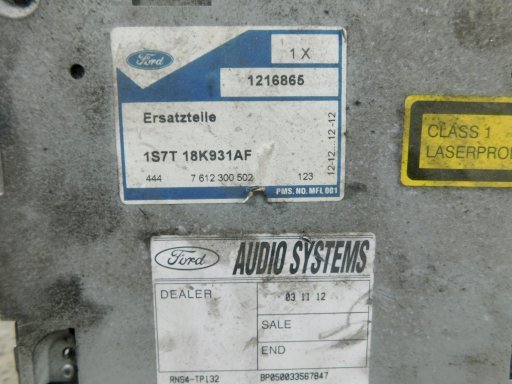 Ford
1 X
1216865
Ersatzteile
1S7T 18K931AF
444 7 612 300 502 123
12-12 ... 12-12
PMS. NO. MFL 001
CLASS 1
LASERPRO
Ford AUDIO SYSTEMS
DEALER
03 11 12
SALE
END
RNS4-TP132 BP050033567847